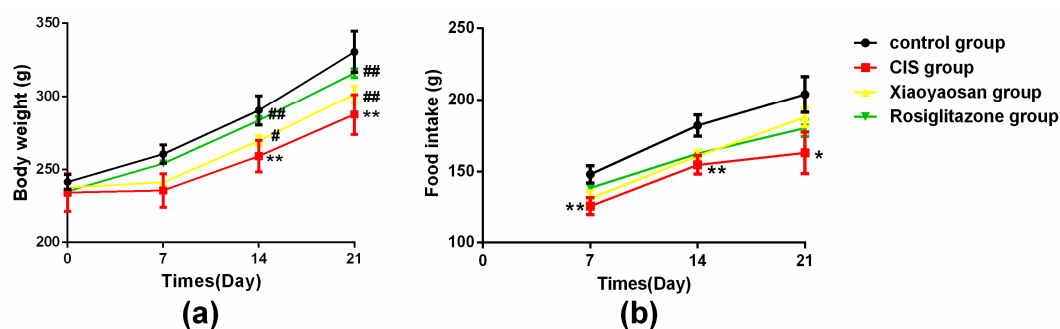 350
300
250
200
Body weight (g)
##
##
**
##
#
**
0
7
14
21
Times(Day)
(a)
200
150
100
Food intake (g)
**
**
*
0
7
14
21
Times(Day)
(b)
control group
CIS group
Xiaoyaosan group
Rosiglitazone group